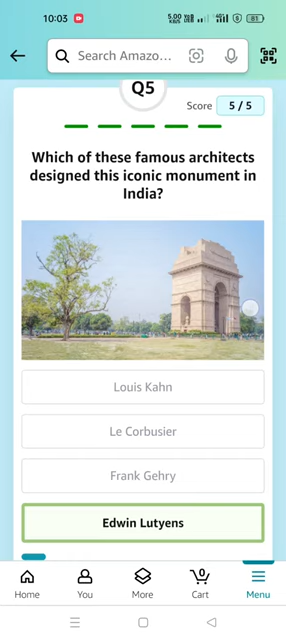 10:03
5.00 KB/S
4G
81
Search Amazo...
Q5
Score 5 / 5
Which of these famous architects
designed this iconic monument in
India?
Louis Kahn
Le Corbusier
Frank Gehry
Edwin Lutyens
0
Home You More Cart Menu